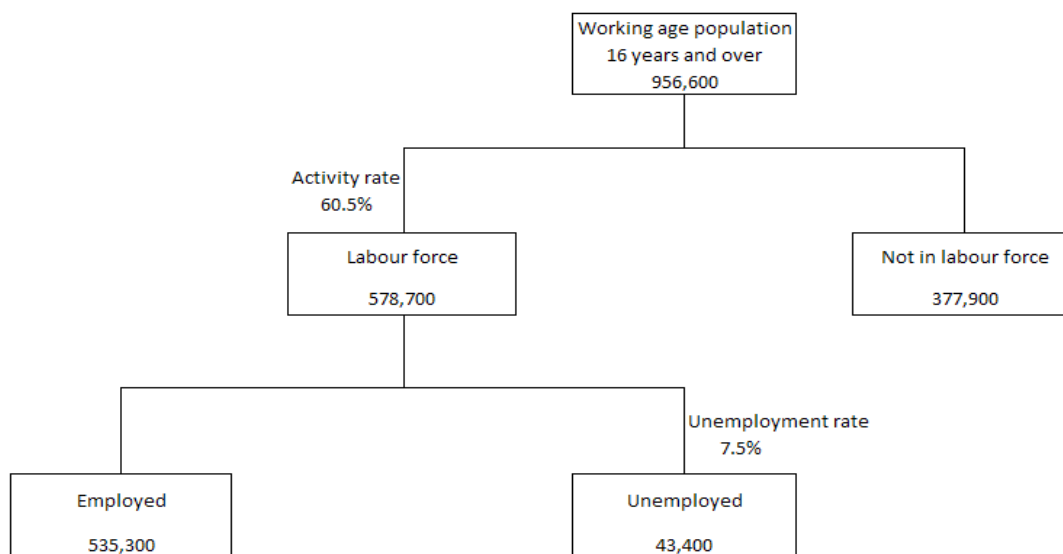 Working age population
16 years and over
956,600
Activity rate
60.5%
Labour force
578,700
Not in labour force
377,900
Unemployment rate
7.5%
Employed
535,300
Unemployed
43,400